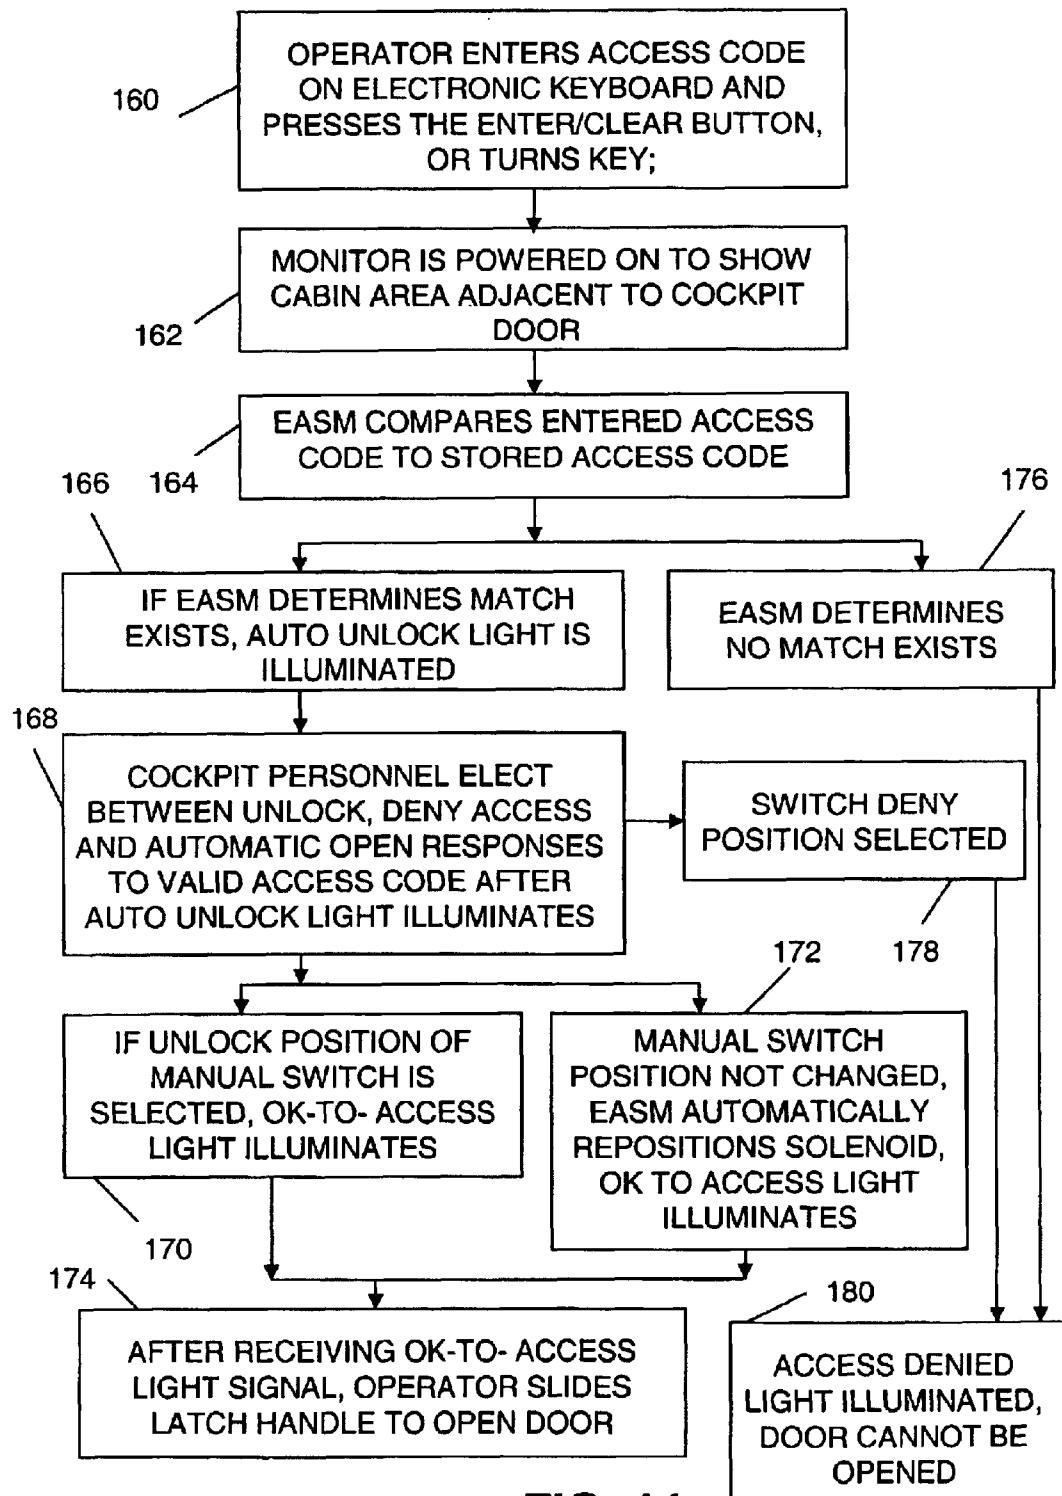 OPERATOR ENTERS ACCESS CODE
ON ELECTRONIC KEYBOARD AND
PRESSES THE ENTER/CLEAR BUTTON,
OR TURNS KEY;
160
MONITOR IS POWERED ON TO SHOW
CABIN AREA ADJACENT TO COCKPIT
DOOR
162
EASM COMPARES ENTERED ACCESS
CODE TO STORED ACCESS CODE
164
166
176
IF EASM DETERMINES MATCH
EXISTS, AUTO UNLOCK LIGHT IS
ILLUMINATED
EASM DETERMINES
NO MATCH EXISTS
168
COCKPIT PERSONNEL ELECT
BETWEEN UNLOCK, DENY ACCESS
AND AUTOMATIC OPEN RESPONSES
TO VALID ACCESS CODE AFTER
AUTO UNLOCK LIGHT ILLUMINATES
SWITCH DENY
POSITION SELECTED
178
172
IF UNLOCK POSITION OF
MANUAL SWITCH IS
SELECTED, OK-TO- ACCESS
LIGHT ILLUMINATES
170
MANUAL SWITCH
POSITION NOT CHANGED,
EASM AUTOMATICALLY
REPOSITIONS SOLENOID,
OK TO ACCESS LIGHT
ILLUMINATES
174
AFTER RECEIVING OK-TO- ACCESS
LIGHT SIGNAL, OPERATOR SLIDES
LATCH HANDLE TO OPEN DOOR
180
ACCESS DENIED
LIGHT ILLUMINATED,
DOOR CANNOT BE
OPENED